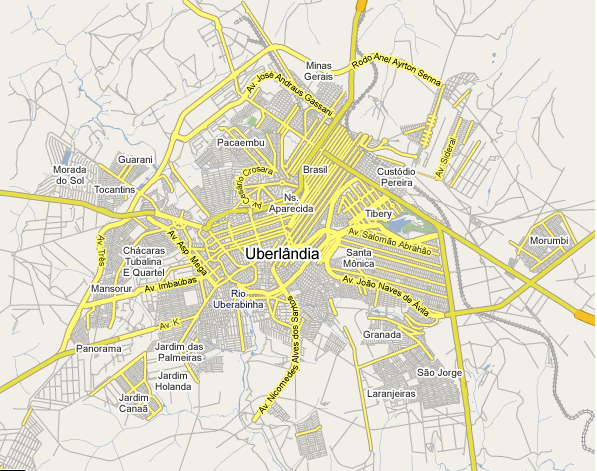 Minas
Gerais
Rodo Anel Ayrton Senna
Av. José Andraus Gassani
Pacaembu
Av. Sideral
Guarani
Morada
do Sol
Tocantins
Av. Cesário Crosara
Brasil
Custódio
Pereira
Ns.
Aparecida
Tibery
Av. Três
Av. Asp. Mega
Chácaras
Tubalina
E Quartel
Uberlândia
Av. Salomão Abrahão
Morumbi
Santa
Mônica
Mansorur
Av. Imbaúbas
Rio
Uberabinha
Av. João Naves de Ávila
Av. K
Av. Nicomedes Alves dos Santos
Granada
Panorama
Jardim das
Palmeiras
Jardim
Holanda
São Jorge
Laranjeiras
Jardim
Canaã